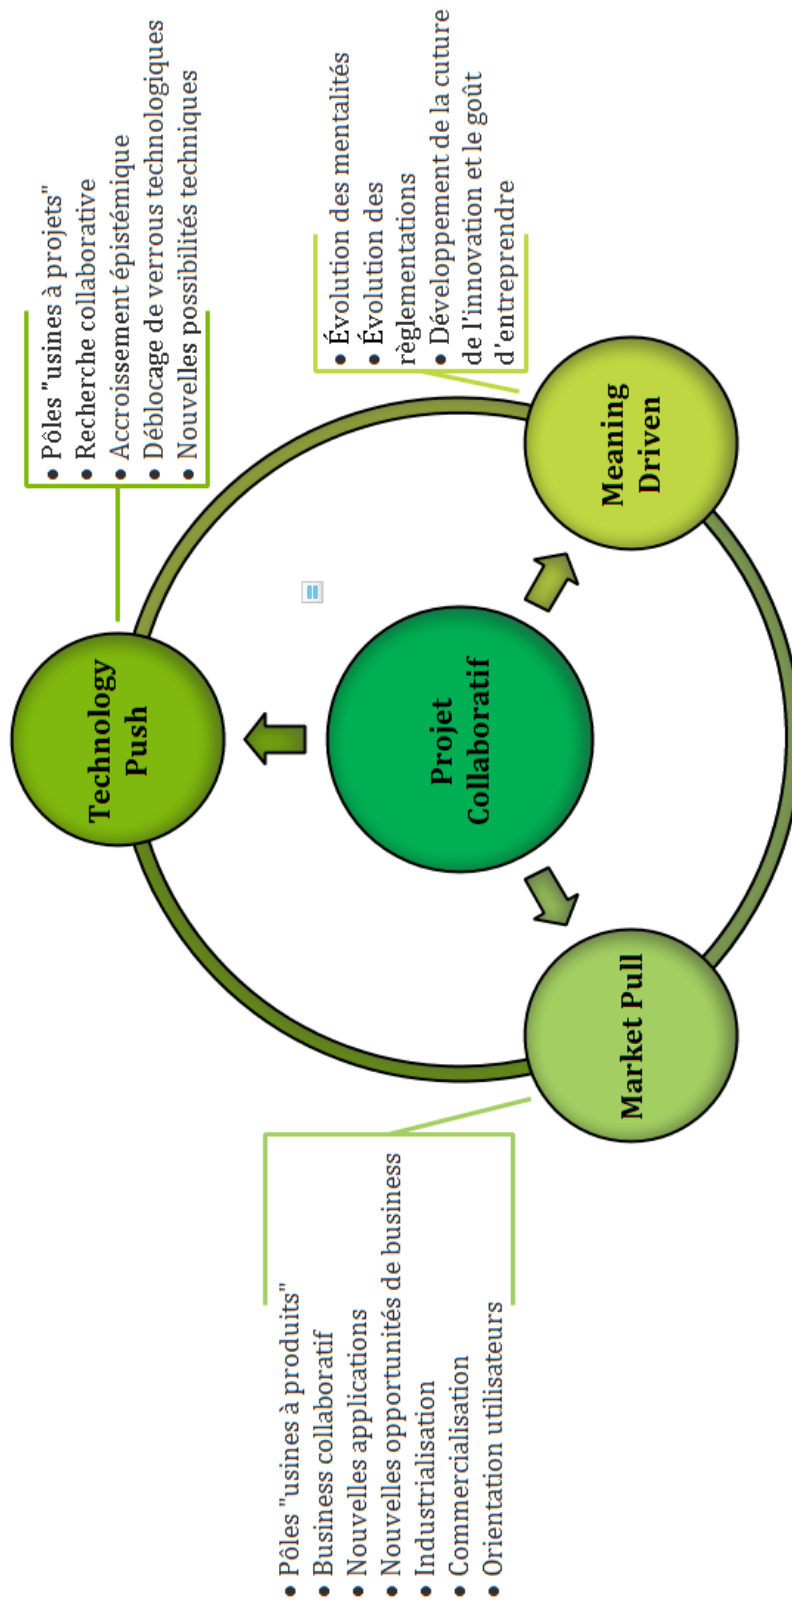 Technology
Push
• Pôles "usines à projets"
• Recherche collaborative
• Accroissement épistémique
• Déblocage de verrous technologiques
• Nouvelles possibilités techniques
Projet
Collaboratif
• Pôles "usines à produits"
• Business collaboratif
• Nouvelles applications
• Nouvelles opportunités de business
• Industrialisation
• Commercialisation
• Orientation utilisateurs
Market Pull
Meaning
Driven
• Évolution des mentalités
• Évolution des
règlementations
• Développement de la cuture
de l'innovation et le goût
d'entreprendre